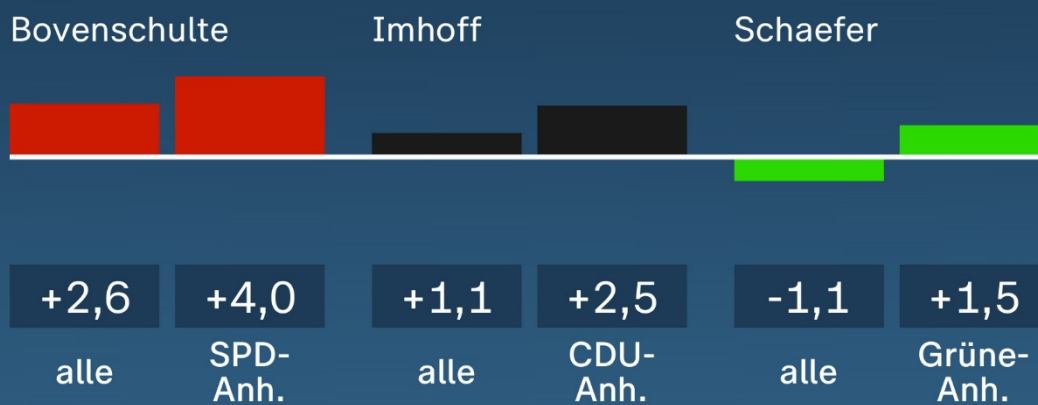 Bovenschulte Imhoff Schaefer
+2,6 +4,0 +1,1 +2,5 -1,1 +1,5
alle SPD-Anh. alle CDU-Anh. alle Grüne-Anh.